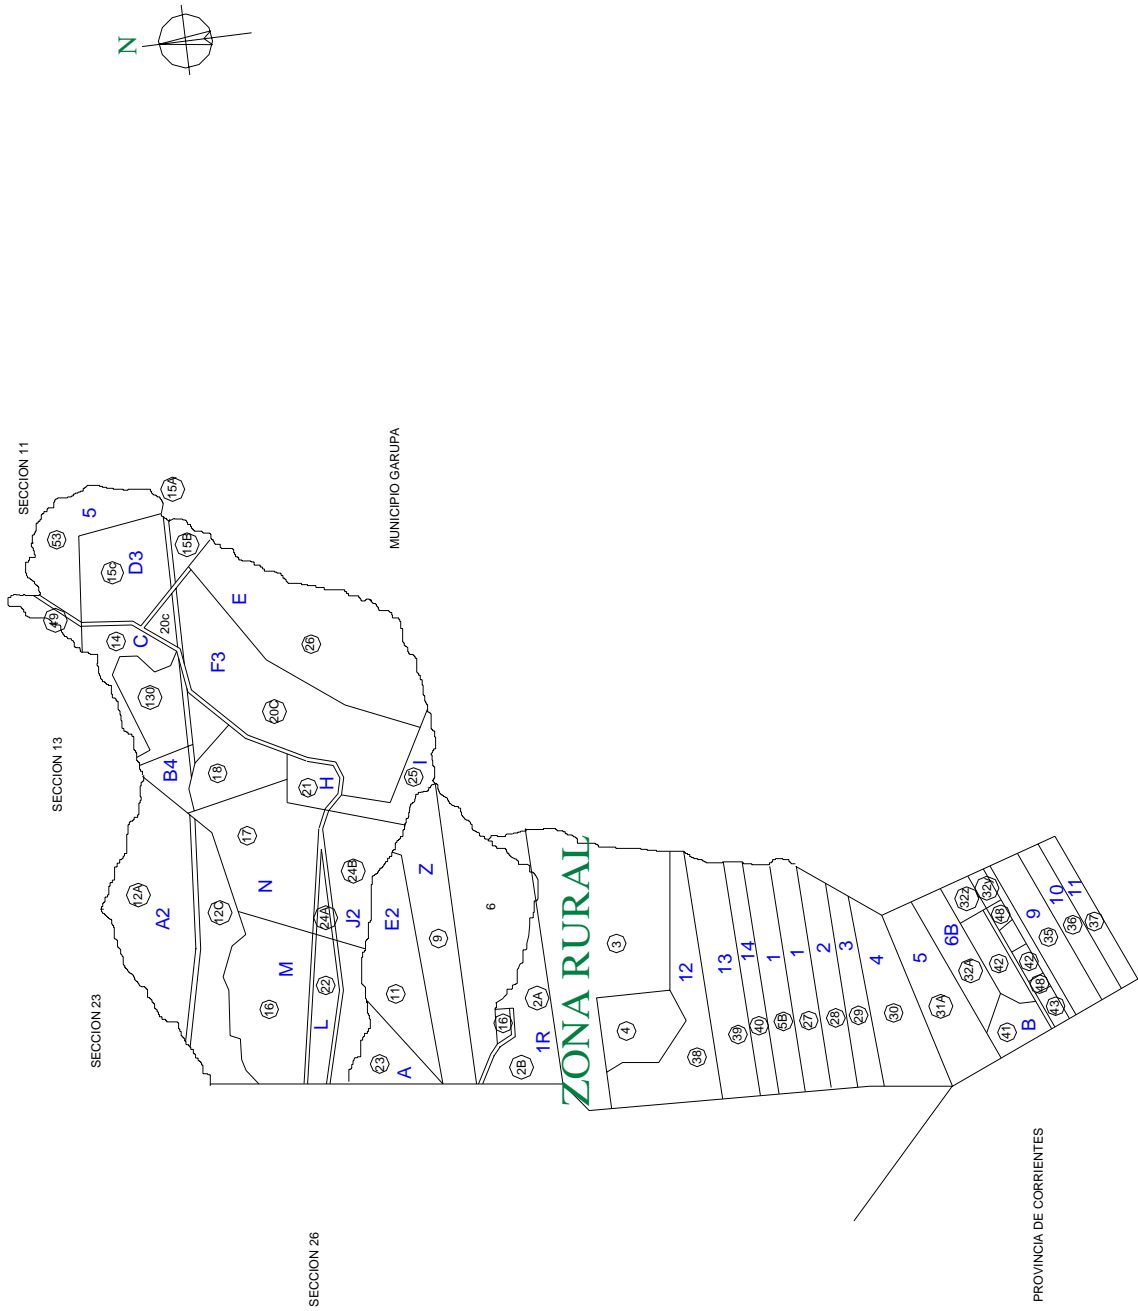 N
SECCION 11
MUNICIPIO GARUPA
SECCION 13
SECCION 23
SECCION 26
PROVINCIA DE CORRIENTES
ZONA RURAL
53
5
15c
D3
15A
15B
49
14
C
20c
130
F3
E
26
20C
B4
18
21
H
25
I
17
12A
A2
12C
N
24B
24A
J2
E2
Z
9
6
M
16
22
L
11
23
A
16
2A
2B
1R
3
4
12
38
13
39
14
40
1
5B
1
27
2
28
3
29
4
30
5
31A
6B
32A
32z
32y
48
42
42
48
43
41
B
9
35
10
36
11
37